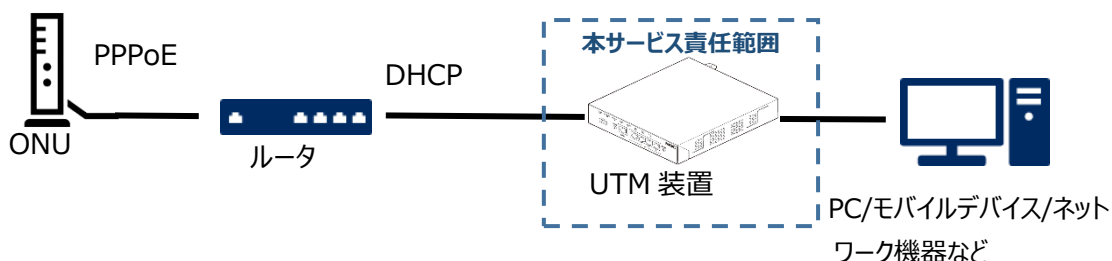 PPPoE
ONU
ルータ
DHCP
本サービス責任範囲
UTM 装置
PC/モバイルデバイス/ネット
ワーク機器など